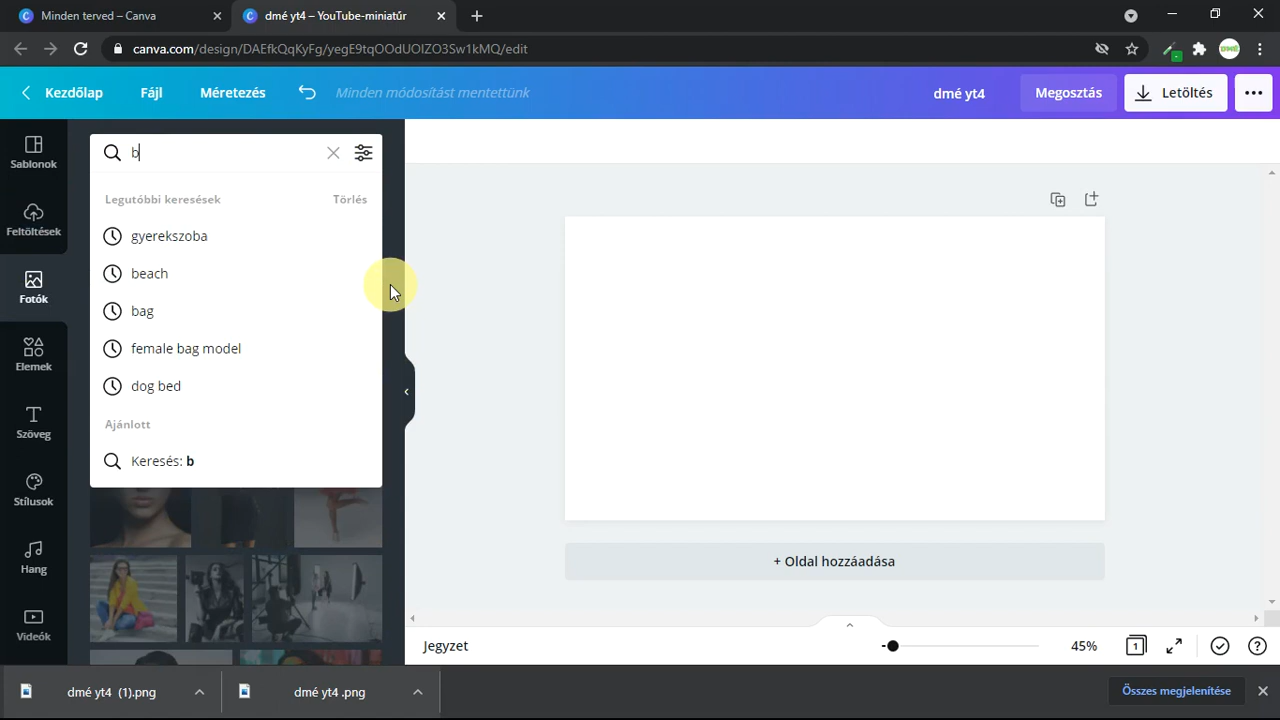 Minden terved – Canva
dmé yt4 – YouTube-miniatűr
canva.com/design/DAEfkQqKyFg/yegE9tqOOdUOIZO3Sw1kMQ/edit
Kezdőlap
Fájl
Méretezés
Minden módosítást mentettünk
dmé yt4
Megosztás
Letöltés
Sablonok
Feltöltések
Fotók
Elemek
Szöveg
Stílusok
Hang
Videók
b
Legutóbbi keresések
Törlés
gyerekszoba
beach
bag
female bag model
dog bed
Ajánlott
Keresés: b
+ Oldal hozzáadása
Jegyzet
45%
1
dmé yt4 (1).png
dmé yt4 .png
Összes megjelenítése